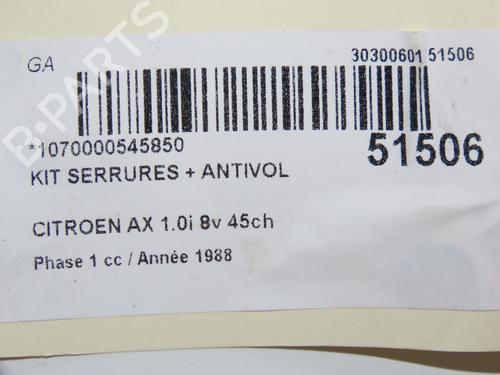 GA
30300601 51506
*1070000545850
51506
KIT SERRURES + ANTIVOL
CITROEN AX 1.0i 8v 45ch
Phase 1 cc / Année 1988
B-PARTS